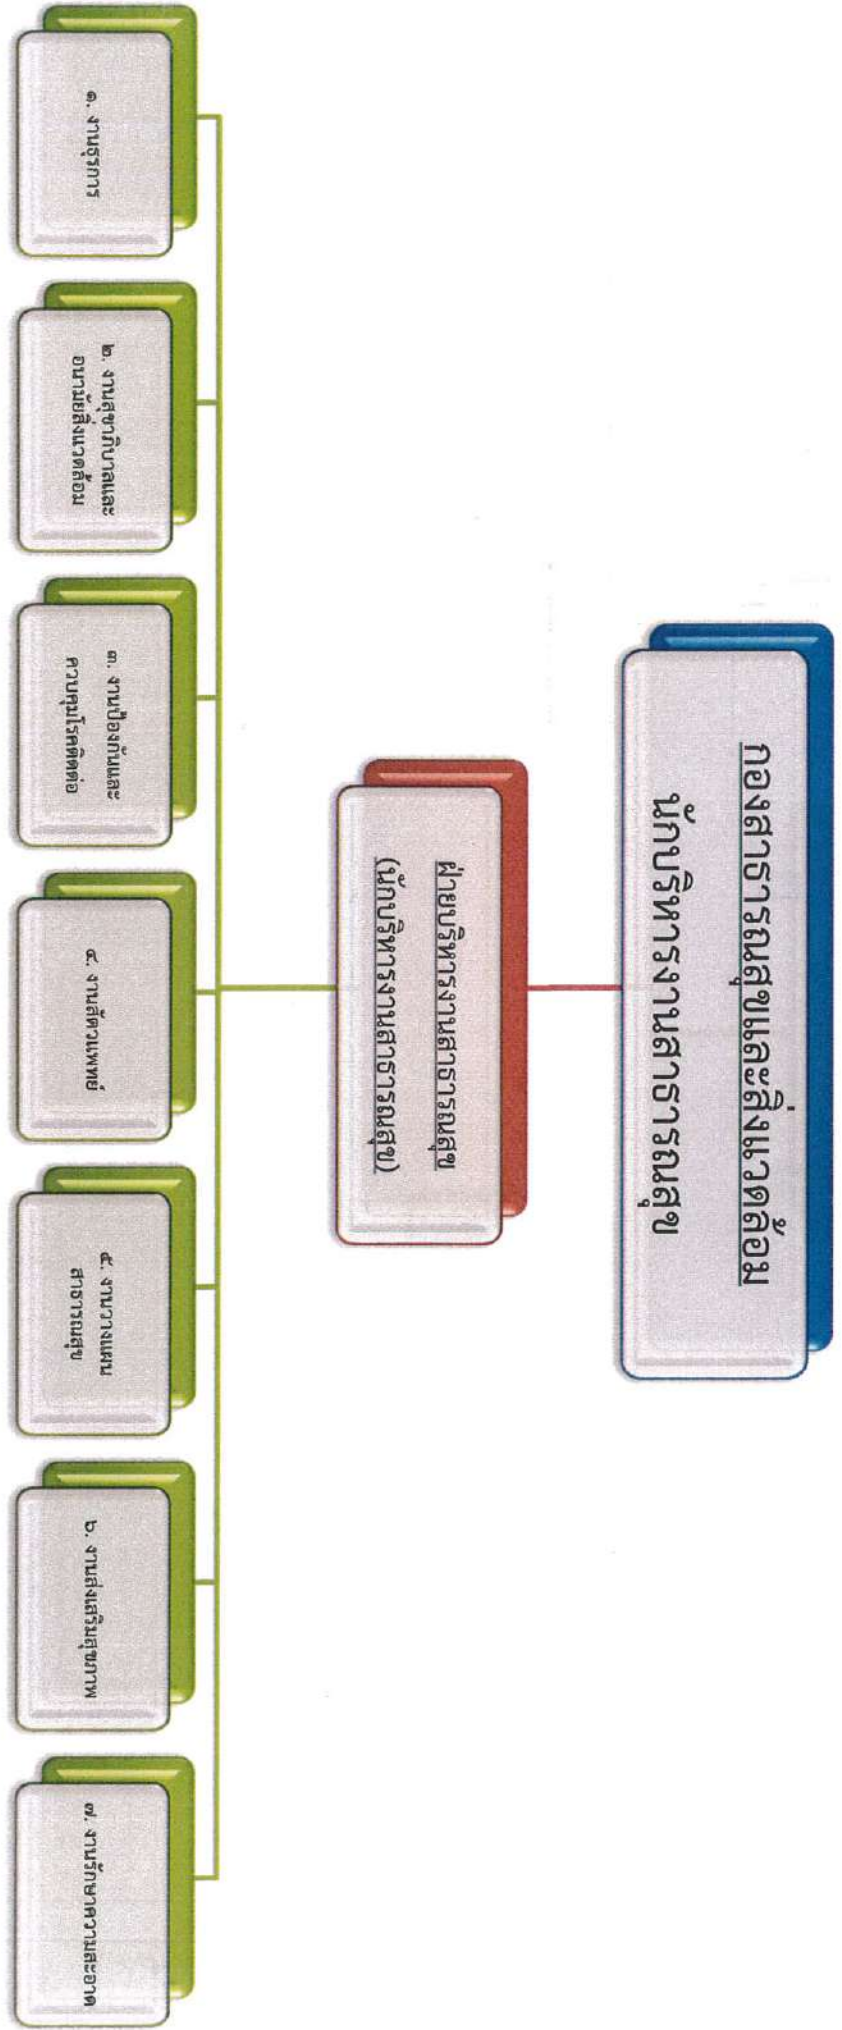 กองสาธารณสุขและสิ่งแวดล้อม
นักบริหารงานสาธารณสุข
ฝ่ายบริหารงานสาธารณสุข
(นักบริหารงานสาธารณสุข)
๑. งานธุรการ
๒. งานสุขาภิบาลและ
อนามัยสิ่งแวดล้อม
๓. งานป้องกันและ
ควบคุมโรคติดต่อ
๔. งานสัตวแพทย์
๕. งานวางแผน
สาธารณสุข
๖. งานส่งเสริมสุขภาพ
๗. งานรักษาความสะอาด